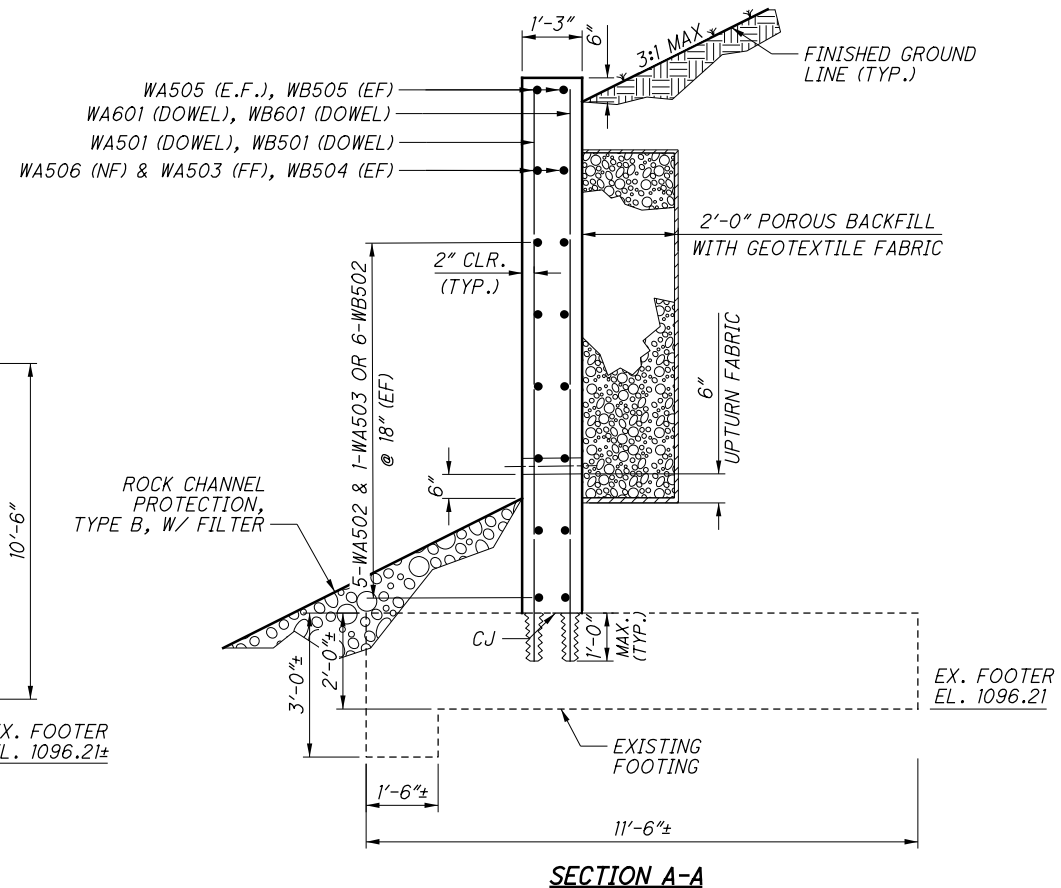 1'-3"
6"
3:1 MAX
FINISHED GROUND
LINE (TYP.)
WA505 (E.F.), WB505 (EF)
WA601 (DOWEL), WB601 (DOWEL)
WA501 (DOWEL), WB501 (DOWEL)
WA506 (NF) & WA503 (FF), WB504 (EF)
2'-0" POROUS BACKFILL
WITH GEOTEXTILE FABRIC
2" CLR.
(TYP.)
5-WA502 & 1-WA503 OR 6-WB502
@ 18" (EF)
6"
UPTURN FABRIC
6"
ROCK CHANNEL
PROTECTION,
TYPE B, W/ FILTER
10'-6"
CJ
1'-0"
MAX.
(TYP.)
3'-0"±
2'-0"±
EX. FOOTER
EL. 1096.21
EX. FOOTER
EL. 1096.21±
EXISTING
FOOTING
1'-6"±
11'-6"±
SECTION A-A